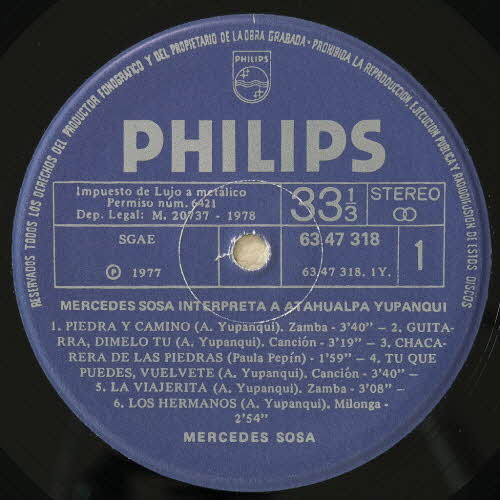 RESERVADOS TODOS LOS DERECHOS DEL PRODUCTOR FONOGRAFICO Y DEL PROPIETARIO DE LA OBRA GRABADA · PROHIBIDA LA REPRODUCCION, EJECUCION PUBLICA Y RADIODIFUSION DE ESTOS DISCOS
PHILIPS
PHILIPS
Impuesto de Lujo a metálico
Permiso núm. 6421
Dep. Legal: M. 20737 - 1978
33 1/3
STEREO
SGAE
Ⓟ 1977
63 47 318
63 47 318. 1Y.
1
MERCEDES SOSA INTERPRETA A ATAHUALPA YUPANQUI
1. PIEDRA Y CAMINO (A. Yupanqui). Zamba - 3'40" – 2. GUITA-
RRA, DIMELO TU (A. Yupanqui). Canción - 3'19" – 3. CHACA-
RERA DE LAS PIEDRAS (Paula Pepín) - 1'59" – 4. TU QUE
PUEDES, VUELVETE (A. Yupanqui). Canción - 3'40" –
5. LA VIAJERITA (A. Yupanqui). Zamba - 3'08" –
6. LOS HERMANOS (A. Yupanqui). Milonga -
2'54"
MERCEDES SOSA